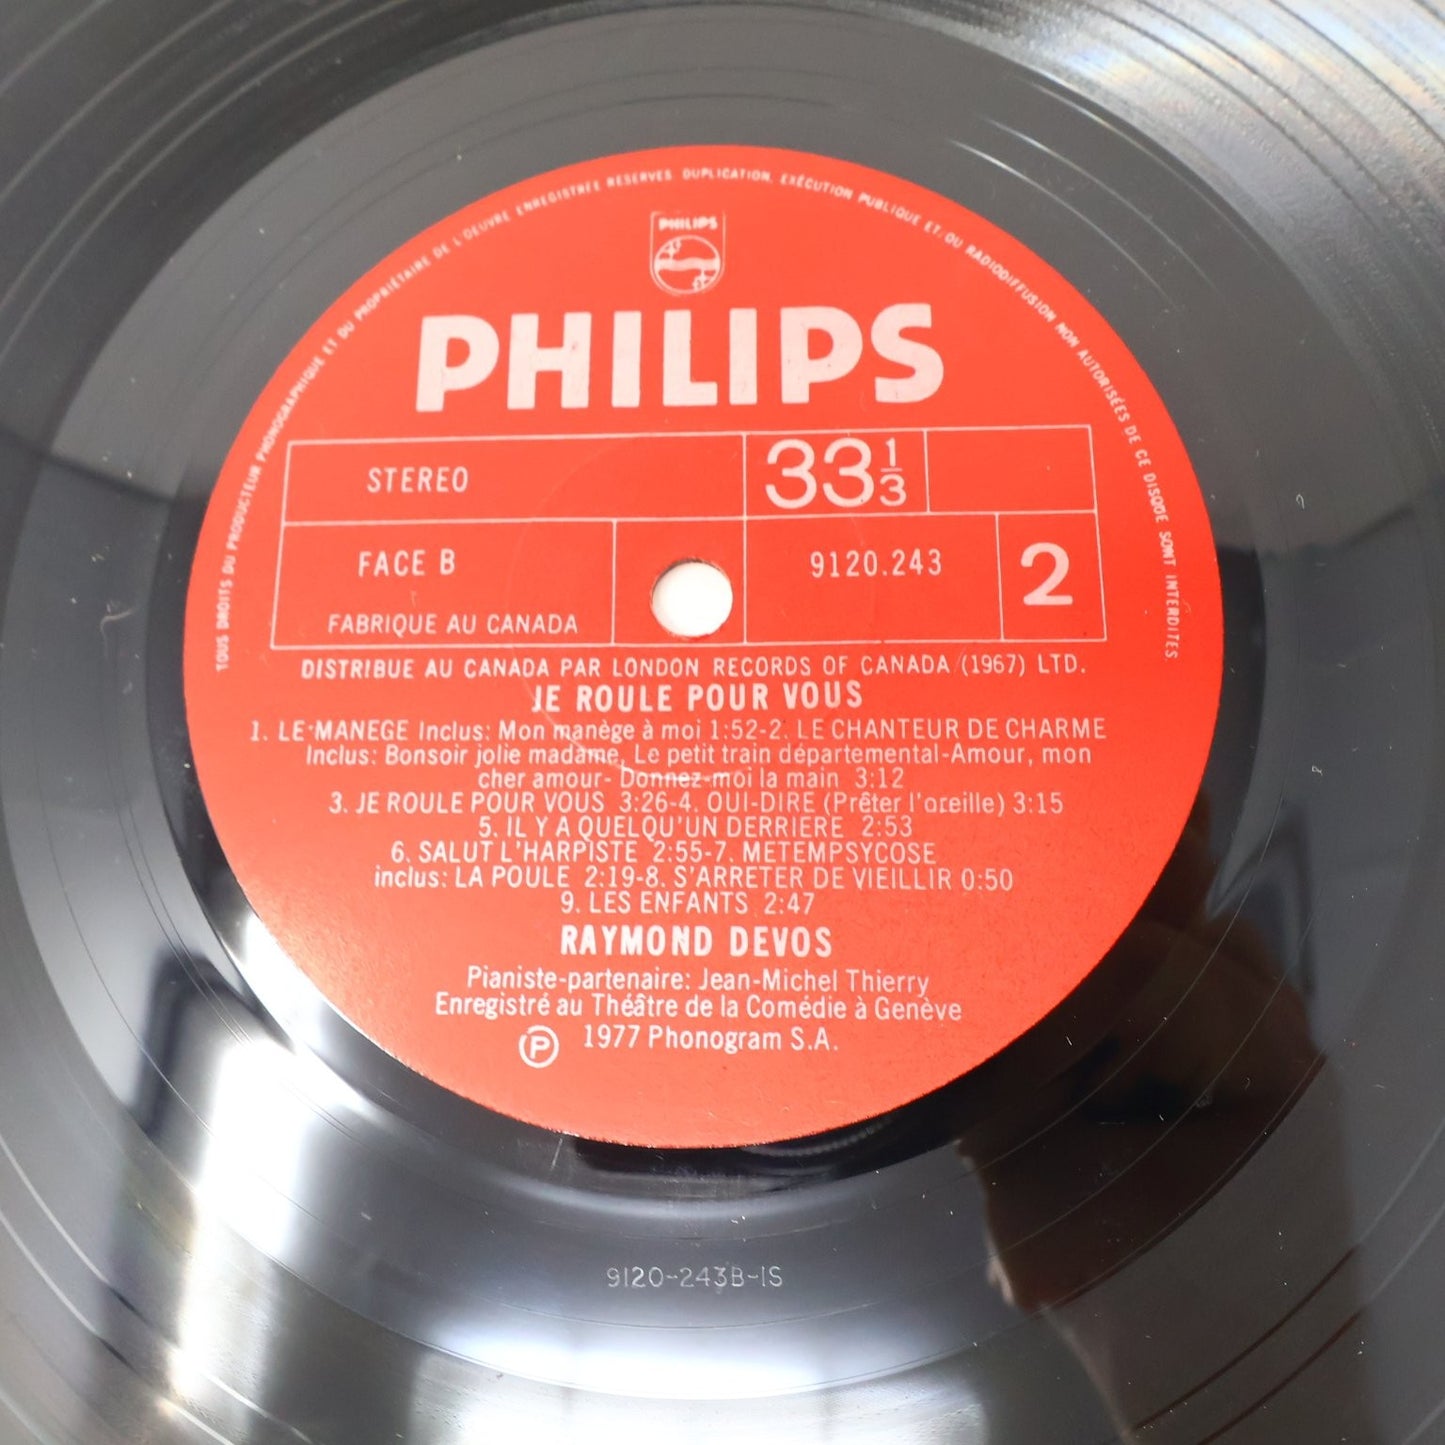 TOUS DROITS DU PRODUCTEUR PHONOGRAPHIQUE ET DU PROPRIÉTAIRE DE L'OEUVRE ENREGISTRÉE RÉSERVÉS. DUPLICATION, EXÉCUTION PUBLIQUE ET/OU RADIODIFFUSION NON AUTORISÉES DE CE DISQUE SONT INTERDITES
PHILIPS
PHILIPS
STEREO
33 1/3
FACE B
9120.243
2
FABRIQUE AU CANADA
DISTRIBUE AU CANADA PAR LONDON RECORDS OF CANADA (1967) LTD.
JE ROULE POUR VOUS
1. LE MANEGE Inclus: Mon manège à moi 1:52-2. LE CHANTEUR DE CHARME
Inclus: Bonsoir jolie madame, Le petit train départemental-Amour, mon
cher amour- Donnez-moi la main 3:12
3. JE ROULE POUR VOUS 3:26-4. OUI-DIRE (Prêter l'oreille) 3:15
5. IL Y A QUELQU'UN DERRIERE 2:53
6. SALUT L'HARPISTE 2:55-7. METEMPSYCOSE
inclus: LA POULE 2:19-8. S'ARRETER DE VIEILLIR 0:50
9. LES ENFANTS 2:47
RAYMOND DEVOS
Pianiste-partenaire: Jean-Michel Thierry
Enregistré au Théâtre de la Comédie à Genève
Ⓟ 1977 Phonogram S.A.
9120-243B-1S